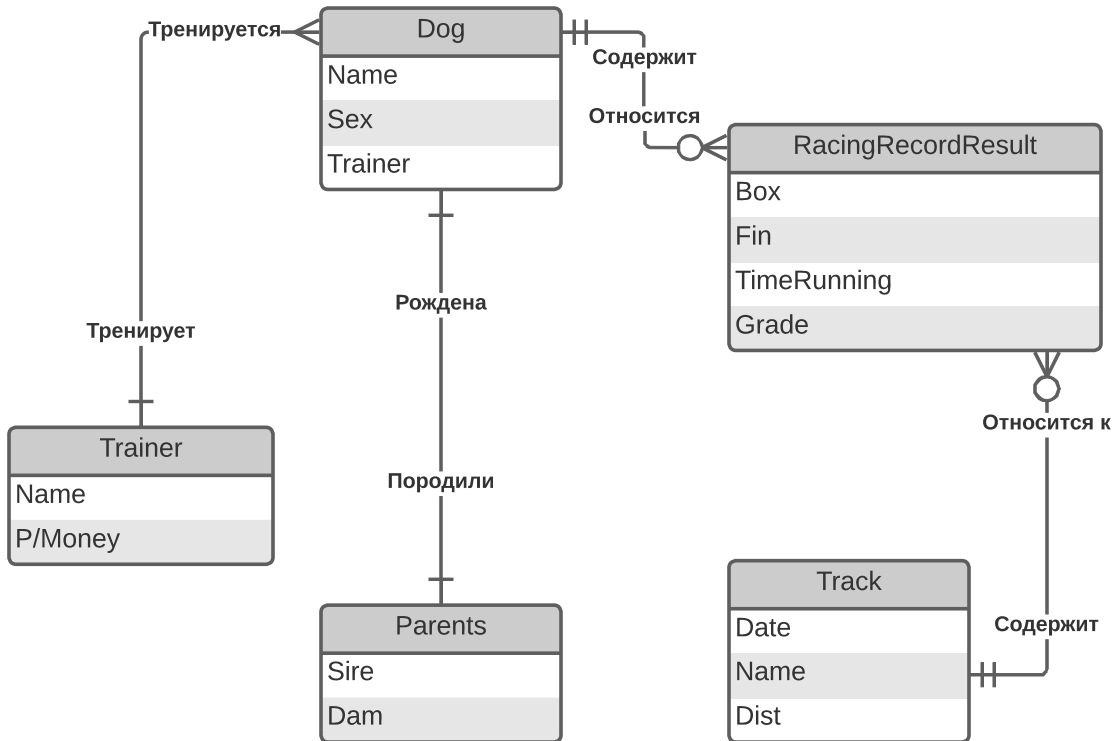 Тренируется
Dog
Name
Sex
Trainer
Содержит
Относится
RacingRecordResult
Box
Fin
TimeRunning
Grade
Рождена
Тренирует
Относится к
Trainer
Name
P/Money
Породили
Parents
Sire
Dam
Track
Date
Name
Dist
Содержит